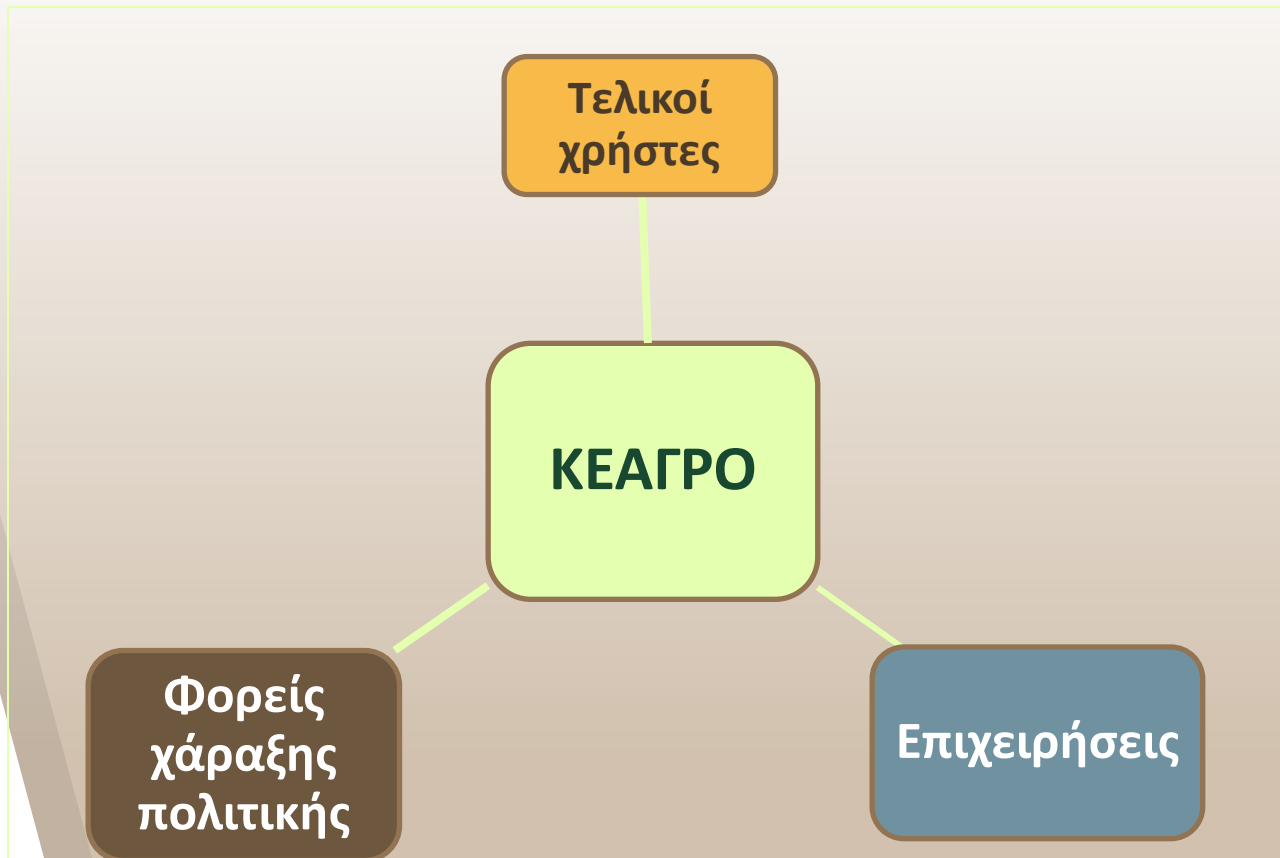 Τελικοί
χρήστες
ΚΕΑΓΡΟ
Φορείς
χάραξης
πολιτικής
Επιχειρήσεις